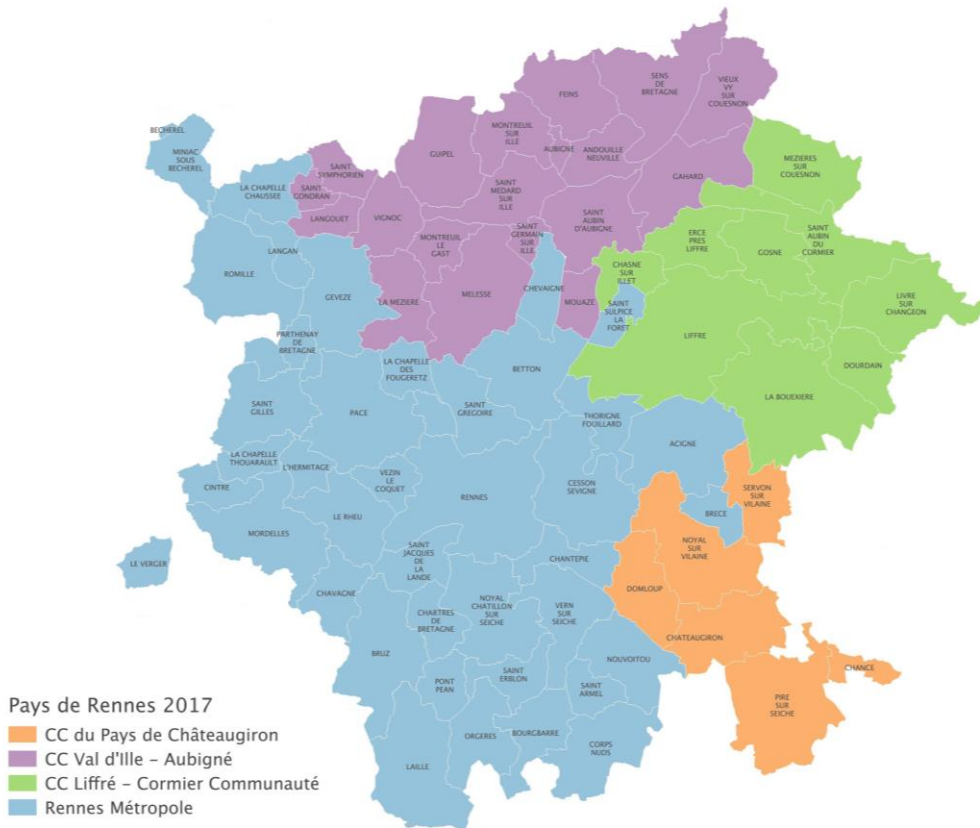 SENS
DE
BRETAGNE
VIEUX
VY
SUR
COUESNON
FEINS
BECHEREL
MINIAC
SOUS
BECHEREL
MONTREUIL
SUR
ILLE
GUIPEL
AUBIGNE
ANDOUILLE
NEUVILLE
MEZIERES
SUR
COUESNON
SAINT
SYMPHORIEN
GAHARD
LA CHAPELLE
CHAUSSEE
SAINT
GONDRAN
SAINT
MEDARD
SUR
ILLE
LANGOUET
VIGNOC
SAINT
AUBIN
D'AUBIGNE
SAINT
GERMAIN
SUR
ILLE
ERCE
PRES
LIFFRE
SAINT
AUBIN
DU
CORMIER
GOSNE
MONTREUIL
LE
GAST
LANGAN
ROMILLE
CHASNE
SUR
ILLET
CHEVAIGNE
GEVEZE
LA MEZIERE
MELESSE
MOUAZE
SAINT
SULPICE
LA
FORET
LIVRE
SUR
CHANGEON
LIFFRE
PARTHENAY
DE
BRETAGNE
LA CHAPELLE
DES
FOUGERETZ
BETTON
DOURDAIN
LA BOUEXIERE
SAINT
GILLES
PACE
SAINT
GREGOIRE
THORIGNE
FOUILLARD
ACIGNE
LA CHAPELLE
THOUARAULT
L'HERMITAGE
VEZIN
LE
COQUET
CINTRE
RENNES
CESSON
SEVIGNE
SERVON
SUR
VILAINE
BRECE
LE RHEU
MORDELLES
NOYAL
SUR
VILAINE
SAINT
JACQUES
DE
LA
LANDE
CHANTEPIE
LE VERGER
DOMLOUP
CHAVAGNE
NOYAL
CHATILLON
SUR
SEICHE
CHARTRES
DE
BRETAGNE
VERN
SUR
SEICHE
CHATEAUGIRON
BRUZ
NOUVOITOU
CHANCE
SAINT
ERBLON
PONT
PEAN
SAINT
ARMEL
PIRE
SUR
SEICHE
ORGERES
BOURGBARRE
CORPS
NUDS
LAILLE
Pays de Rennes 2017
CC du Pays de Châteaugiron
CC Val d'Ille - Aubigné
CC Liffré - Cormier Communauté
Rennes Métropole